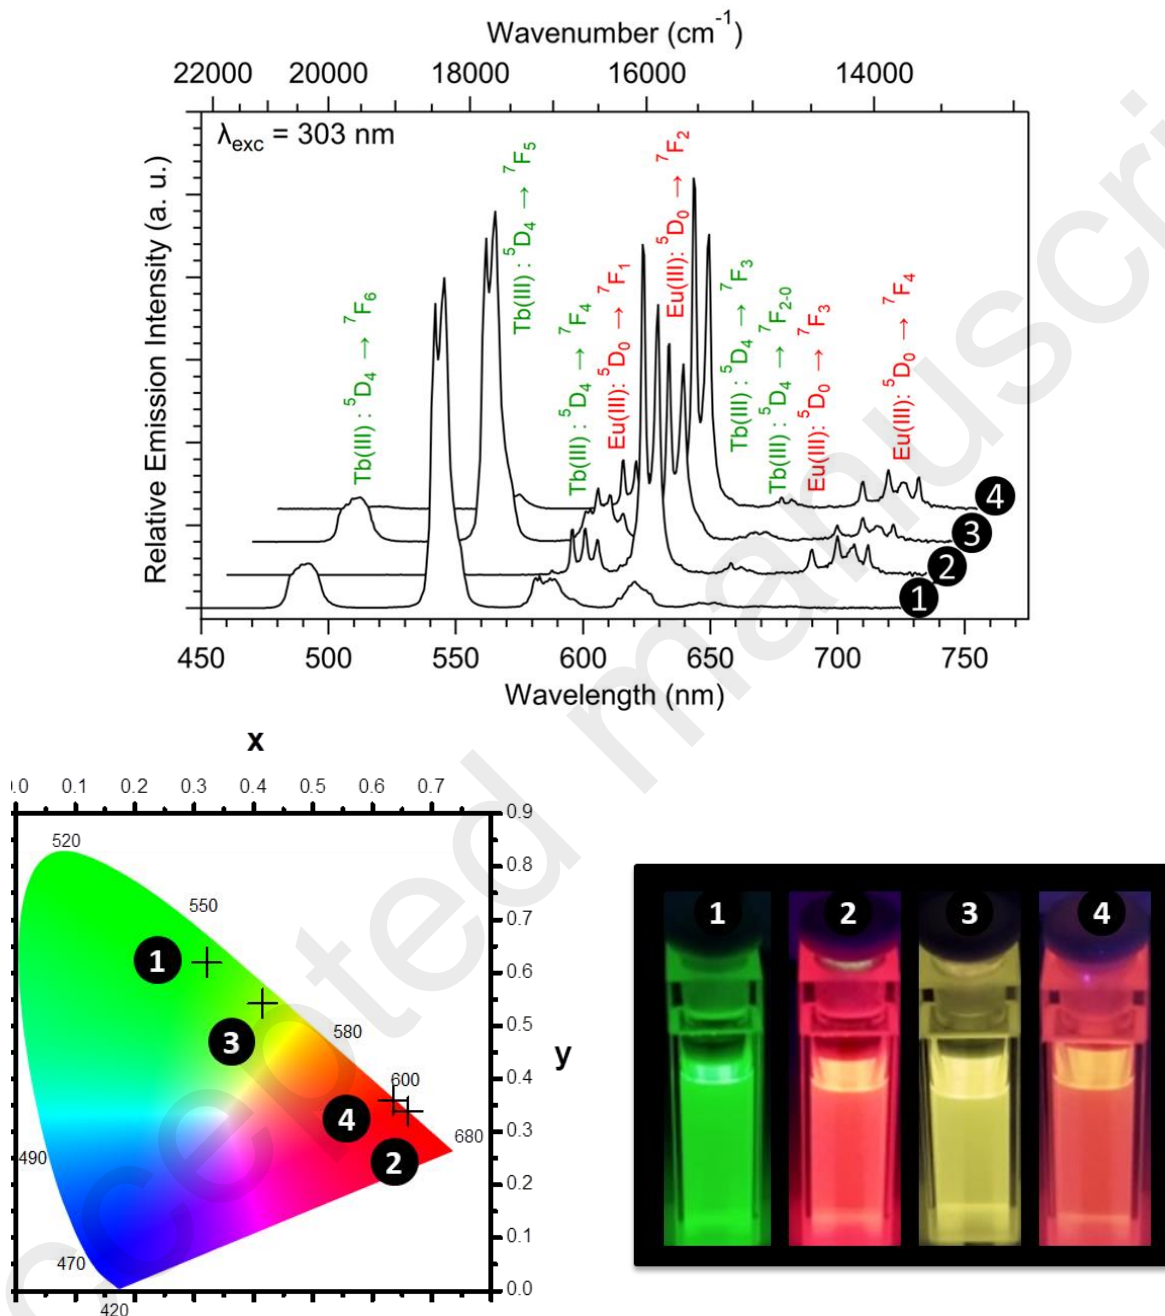 Wavenumber (cm⁻¹)
22000 20000 18000 16000 14000
λexc = 303 nm
Relative Emission Intensity (a. u.)
Tb(III) : ⁵D₄ → ⁷F₆
Tb(III) : ⁵D₄ → ⁷F₅
Tb(III) : ⁵D₄ → ⁷F₄
Eu(III): ⁵D₀ → ⁷F₁
Eu(III): ⁵D₀ → ⁷F₂
Tb(III) : ⁵D₄ → ⁷F₃
Tb(III) : ⁵D₄ → ⁷F₂₋₀
Eu(III): ⁵D₀ → ⁷F₃
Eu(III): ⁵D₀ → ⁷F₄
4
3
2
1
450 500 550 600 650 700 750
Wavelength (nm)
x
.0 0.1 0.2 0.3 0.4 0.5 0.6 0.7
0.9
0.8
0.7
0.6
0.5
0.4
0.3
0.2
0.1
0.0
y
520
550
580
600
680
490
470
420
1
3
4
2
1 2 3 4
ccepted manuscri